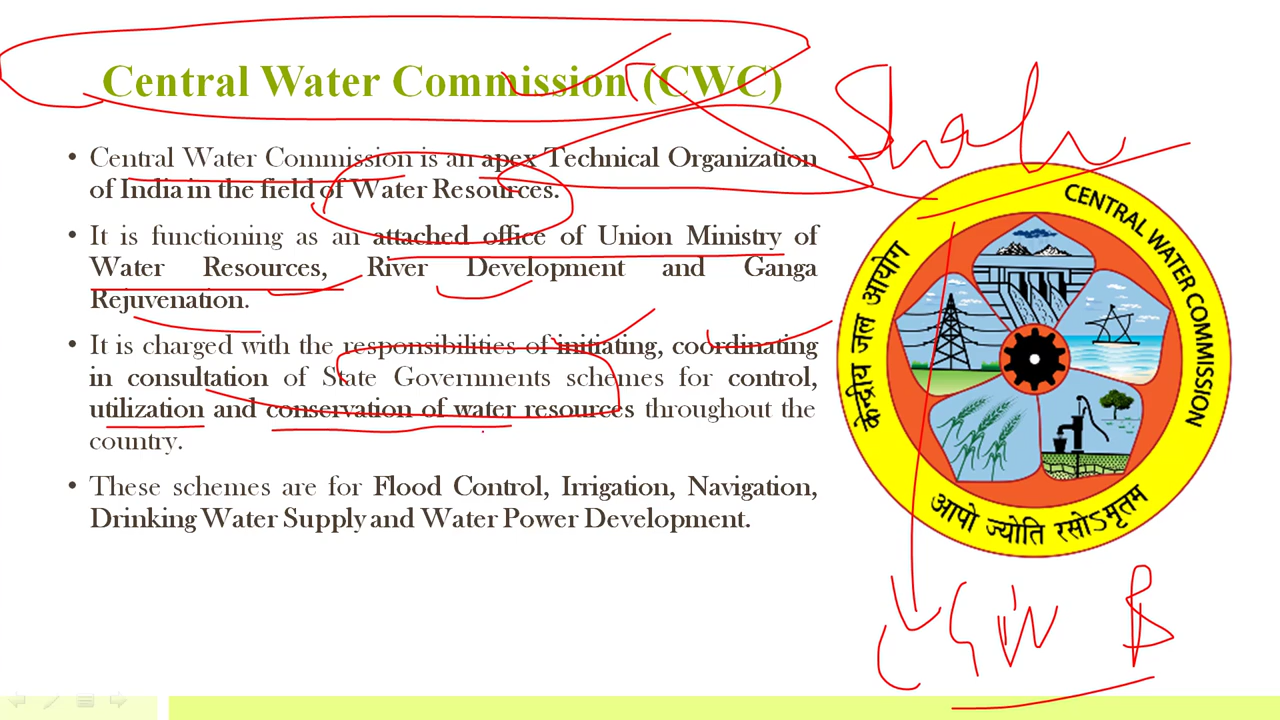 Central Water Commission (CWC)
• Central Water Commission is an apex Technical Organization
of India in the field of Water Resources.
• It is functioning as an attached office of Union Ministry of
Water Resources, River Development and Ganga
Rejuvenation.
• It is charged with the responsibilities of initiating, coordinating
in consultation of State Governments schemes for control,
utilization and conservation of water resources throughout the
country.
• These schemes are for Flood Control, Irrigation, Navigation,
Drinking Water Supply and Water Power Development.
Shah
केन्द्रीय जल आयोग
CENTRAL WATER COMMISSION
आपो ज्योति रसोऽमृतम
CGW B